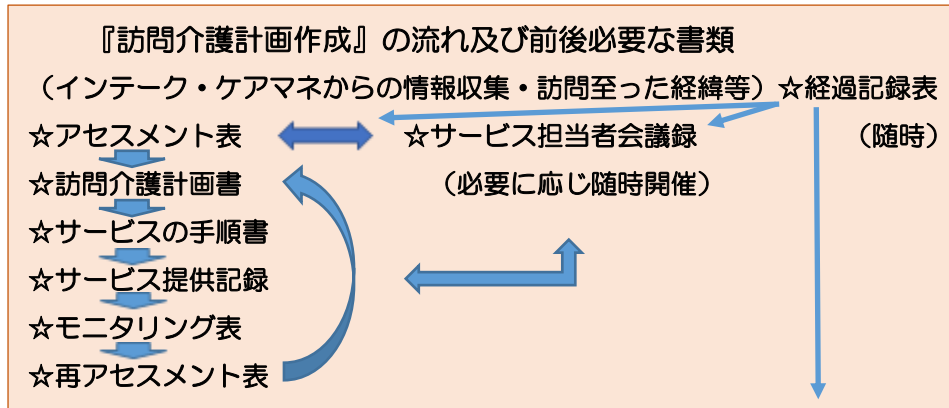 『訪問介護計画作成』の流れ及び前後必要な書類
（インテーク・ケアマネからの情報収集・訪問至った経緯等）☆経過記録表
☆アセスメント表 ☆サービス担当者会議録 （随時）
☆訪問介護計画書 （必要に応じ随時開催）
☆サービスの手順書
☆サービス提供記録
☆モニタリング表
☆再アセスメント表